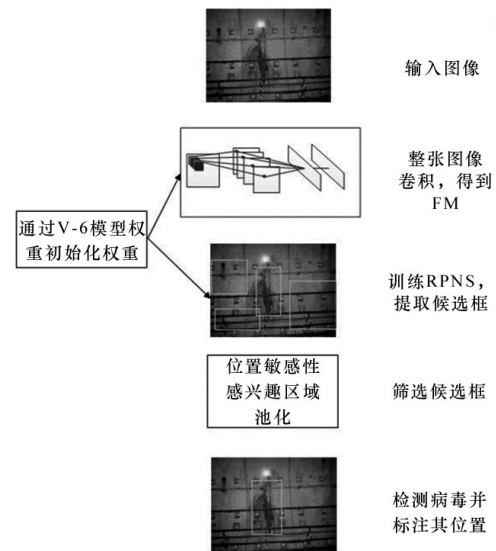 输入图像
整张图像
卷积，得到
FM
通过V-6模型权
重初始化权重
训练RPNS，
提取候选框
位置敏感性
感兴趣区域
池化
筛选候选框
检测病毒并
标注其位置